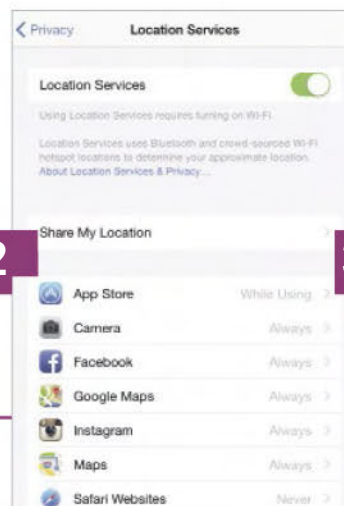 Privacy Location Services
Location Services
Using Location Services requires turning on Wi-Fi.
Location Services uses Bluetooth and crowd-sourced Wi-Fi
hotspot locations to determine your approximate location.
About Location Services & Privacy...
Share My Location
2
App Store While Using
Camera Always
Facebook Always
Google Maps Always
Instagram Always
Maps Always
Safari Websites Never